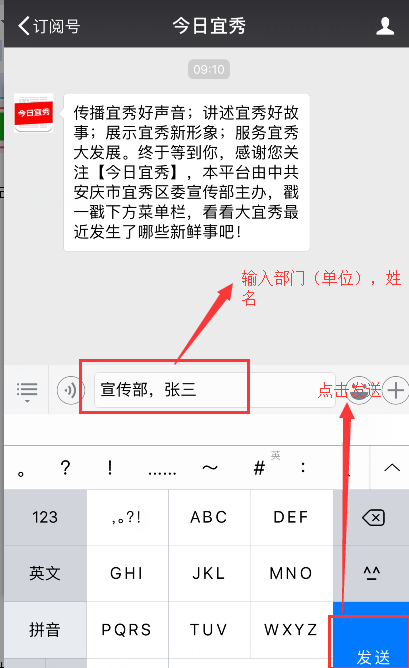 订阅号
今日宜秀
09:10
今日宜秀
传播宜秀好声音；讲述宜秀好故
事；展示宜秀新形象；服务宜秀
大发展。终于等到你，感谢您关
注【今日宜秀】，本平台由中共
安庆市宜秀区委宣传部主办，戳
一戳下方菜单栏，看看大宜秀最
近发生了哪些新鲜事吧！
输入部门（单位），姓
名
宣传部，张三
点击发送
。 ? ! …… ～ # 英 : 、
123 ,。?! ABC DEF
英文 GHI JKL MNO ^_^
拼音 PQRS TUV WXYZ
发送